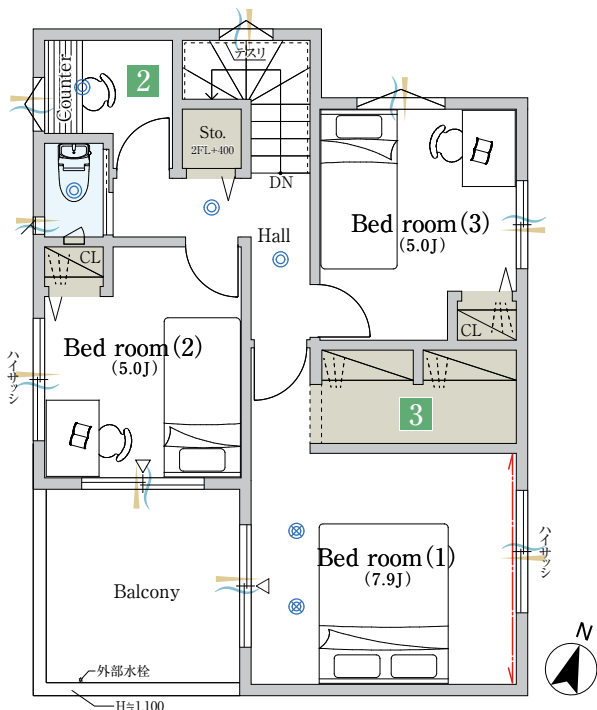 テスリ
Counter
2
Sto.
2FL+400
DN
Bed room(3)
(5.0J)
Hall
CL
CL
Bed room(2)
(5.0J)
ハイサッシ
3
Bed room(1)
(7.9J)
ハイサッシ
Balcony
外部水栓
H≒1,100
N